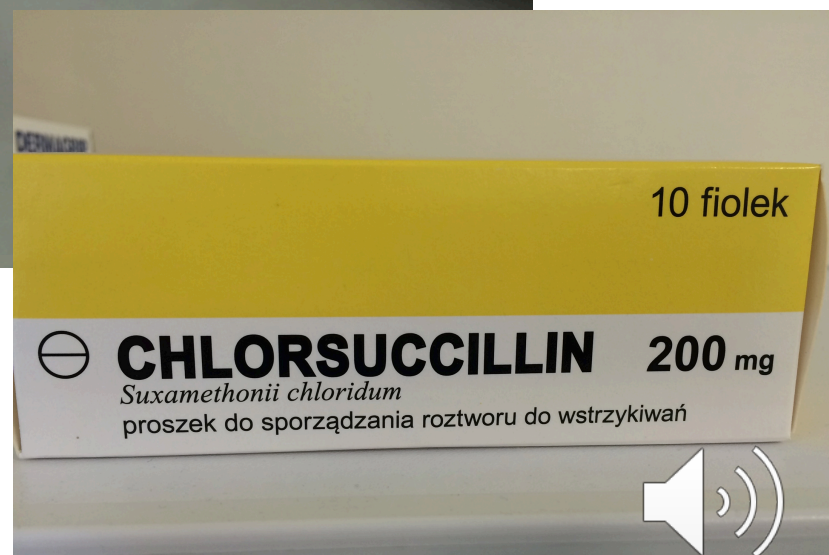 10 fiolek
CHLORSUCCILLIN 200 mg
Suxamethonii chloridum
proszek do sporządzania roztworu do wstrzykiwań